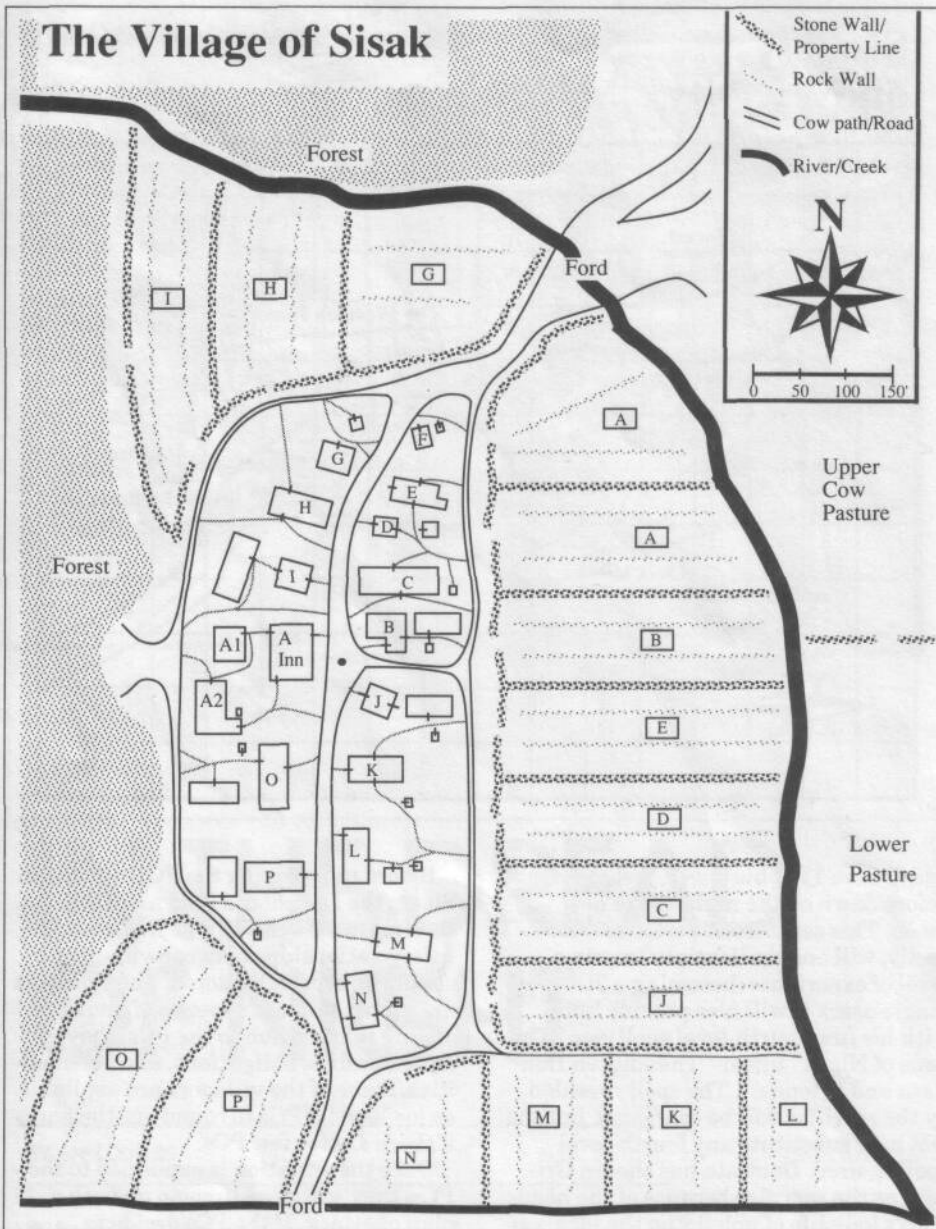 The Village of Sisak
Stone Wall/
Property Line
Rock Wall
Cow path/Road
River/Creek
N
0 50 100 150'
Forest
Ford
I
H
G
A
A
B
E
D
C
J
Upper
Cow
Pasture
Lower
Pasture
Forest
G
F
H
E
D
I
C
B
A1
A
Inn
A2
J
K
O
L
P
M
N
O
P
N
M
K
L
Ford